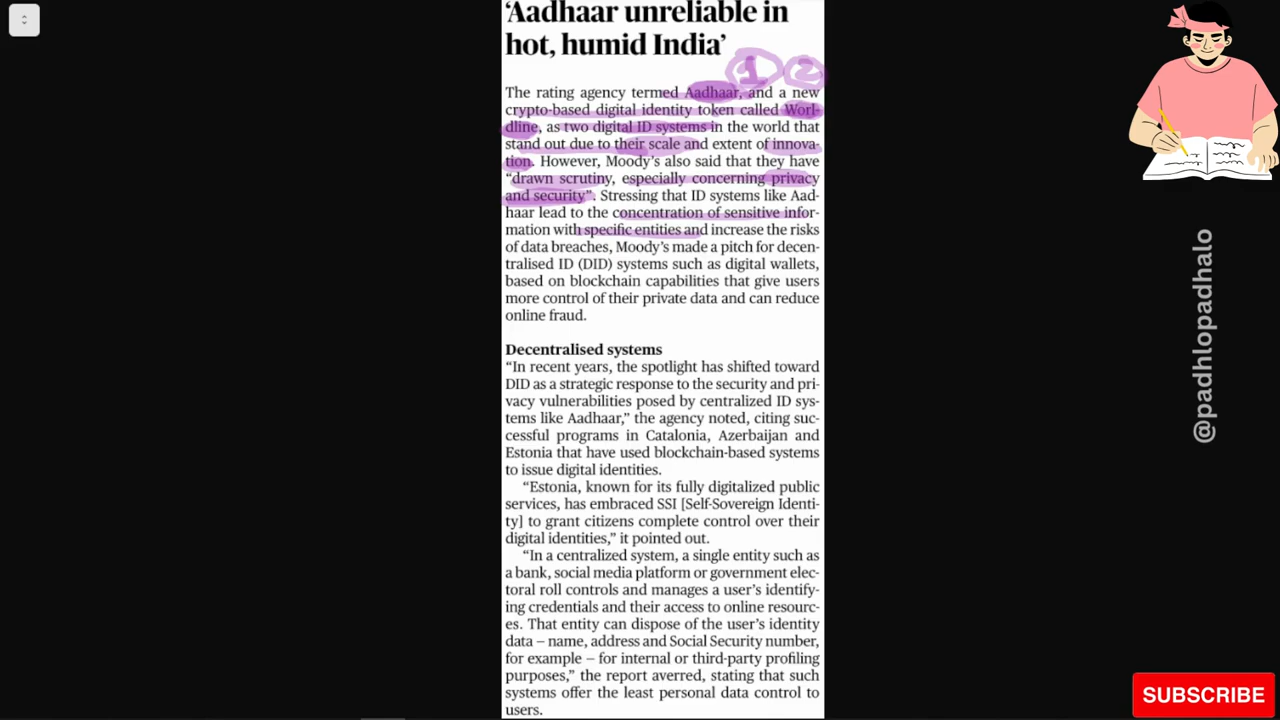 ‘Aadhaar unreliable in
hot, humid India’
1 2
The rating agency termed Aadhaar, and a new
crypto-based digital identity token called Worl-
dline, as two digital ID systems in the world that
stand out due to their scale and extent of innova-
tion. However, Moody’s also said that they have
“drawn scrutiny, especially concerning privacy
and security”. Stressing that ID systems like Aad-
haar lead to the concentration of sensitive infor-
mation with specific entities and increase the risks
of data breaches, Moody’s made a pitch for decen-
tralised ID (DID) systems such as digital wallets,
based on blockchain capabilities that give users
more control of their private data and can reduce
online fraud.
Decentralised systems
“In recent years, the spotlight has shifted toward
DID as a strategic response to the security and pri-
vacy vulnerabilities posed by centralized ID sys-
tems like Aadhaar,” the agency noted, citing suc-
cessful programs in Catalonia, Azerbaijan and
Estonia that have used blockchain-based systems
to issue digital identities.
“Estonia, known for its fully digitalized public
services, has embraced SSI [Self-Sovereign Identi-
ty] to grant citizens complete control over their
digital identities,” it pointed out.
“In a centralized system, a single entity such as
a bank, social media platform or government elec-
toral roll controls and manages a user’s identify-
ing credentials and their access to online resourc-
es. That entity can dispose of the user’s identity
data – name, address and Social Security number,
for example – for internal or third-party profiling
purposes,” the report averred, stating that such
systems offer the least personal data control to
users.
@padhlopadhalo
SUBSCRIBE